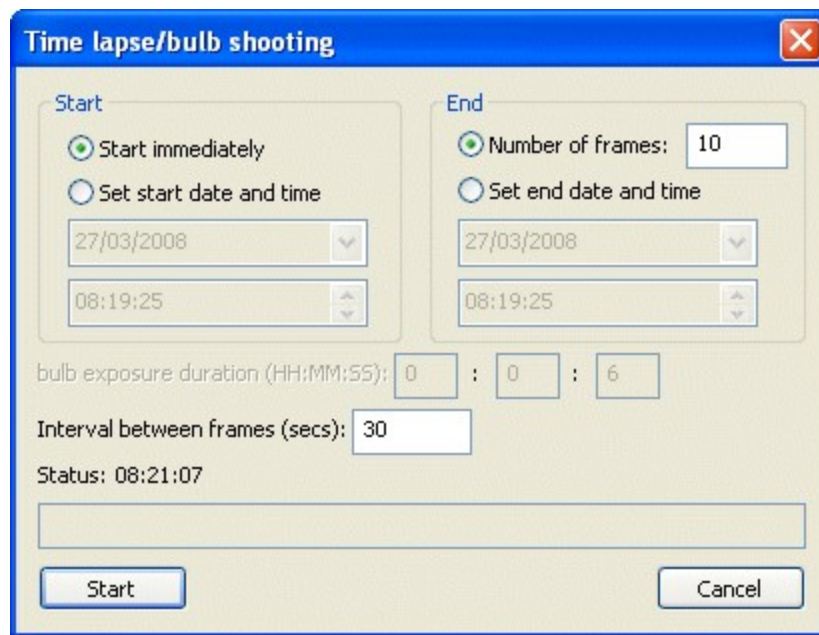 Time lapse/bulb shooting
Start
Start immediately
Set start date and time
27/03/2008
08:19:25
End
Number of frames: 10
Set end date and time
27/03/2008
08:19:25
bulb exposure duration (HH:MM:SS): 0 : 0 : 6
Interval between frames (secs): 30
Status: 08:21:07
Start Cancel